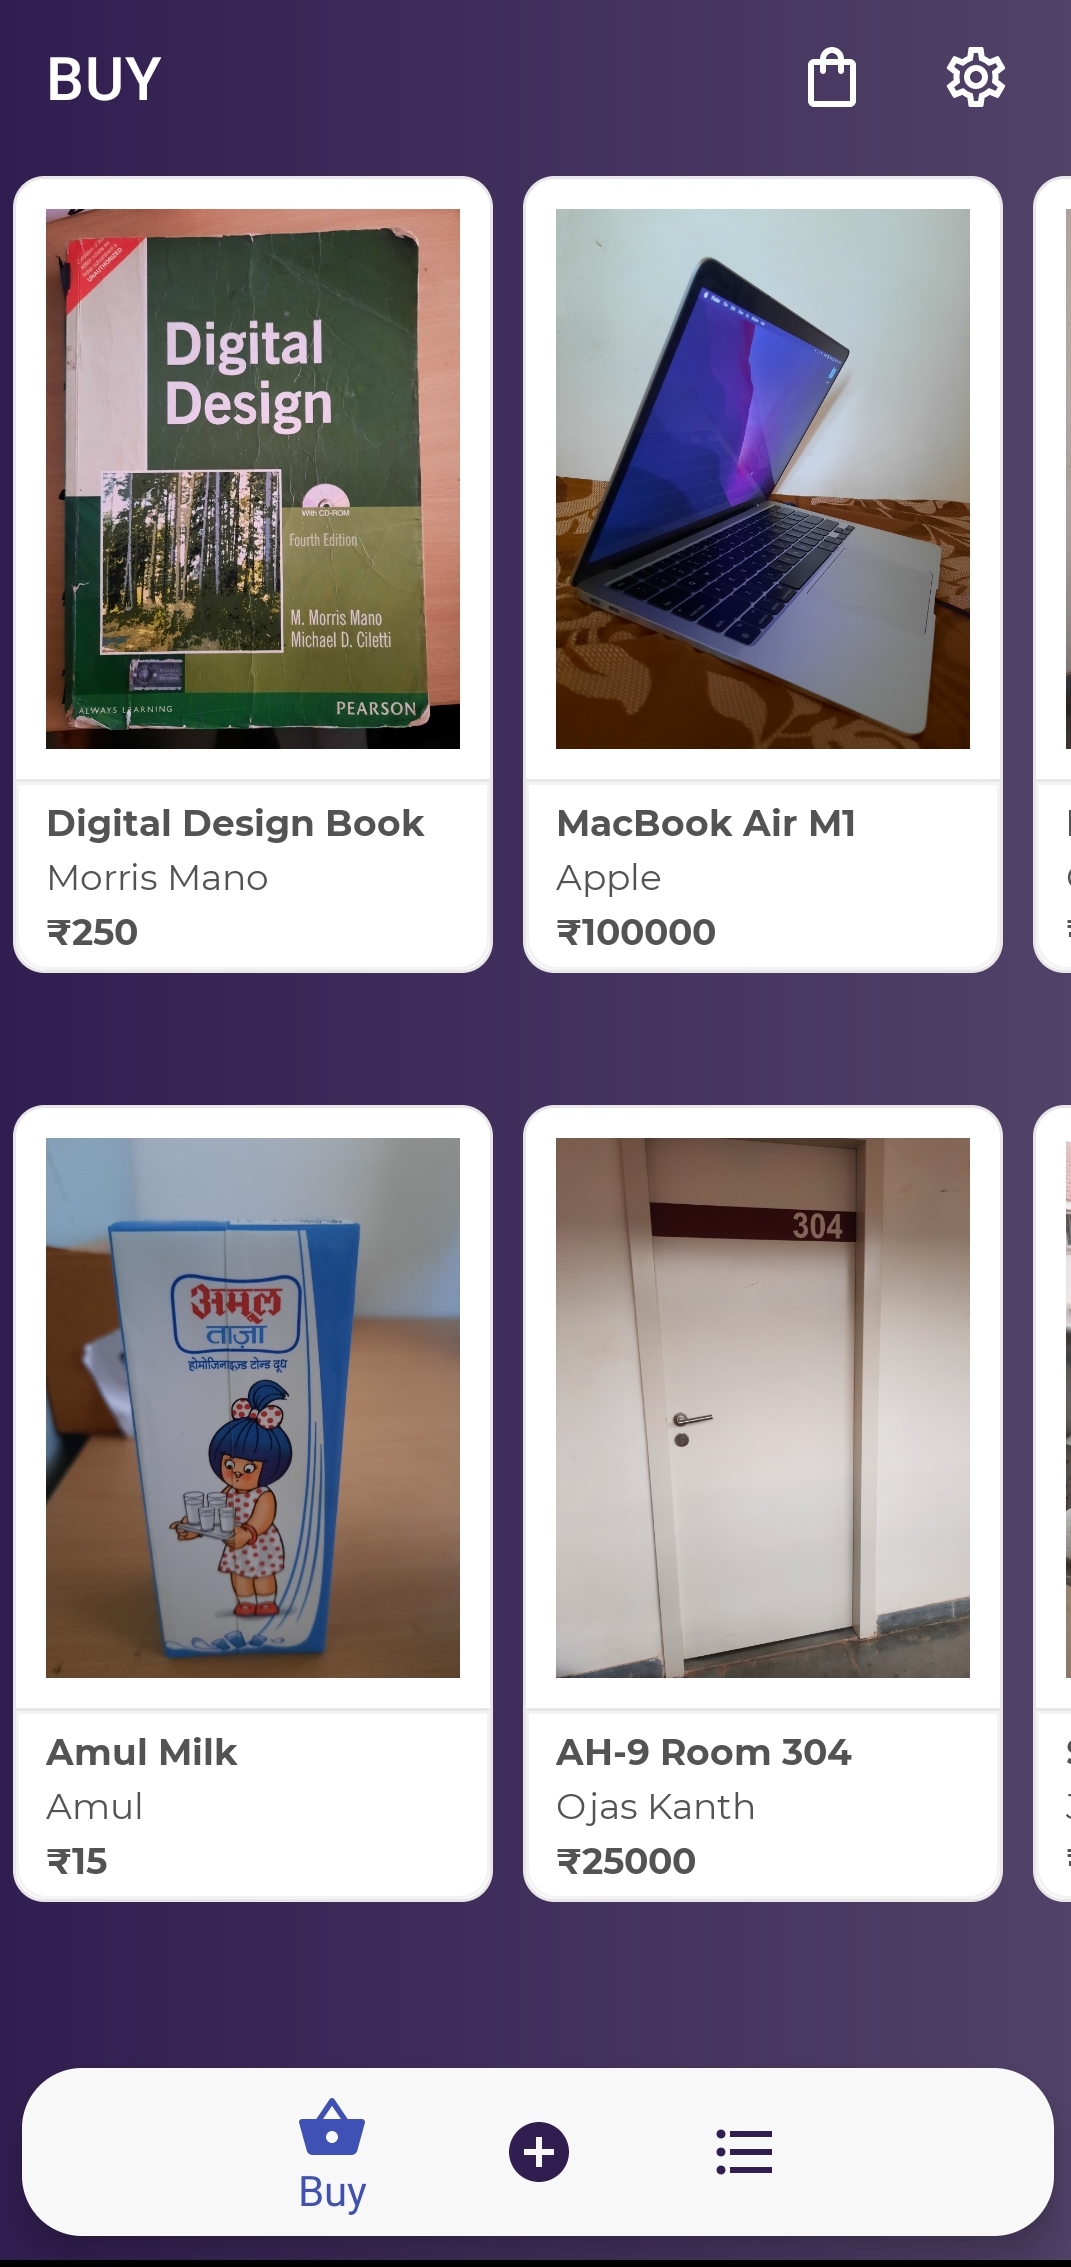 BUY
UNAUTHORIZED
Digital
Design
With CD-ROM
Fourth Edition
M. Morris Mano
Michael D. Ciletti
ALWAYS LEARNING
PEARSON
Digital Design Book
Morris Mano
₹250
MacBook Air M1
Apple
₹100000
अमूल
ताज़ा
होमोजिनाइज़्ड टोन्ड दूध
304
Amul Milk
Amul
₹15
AH-9 Room 304
Ojas Kanth
₹25000
Buy